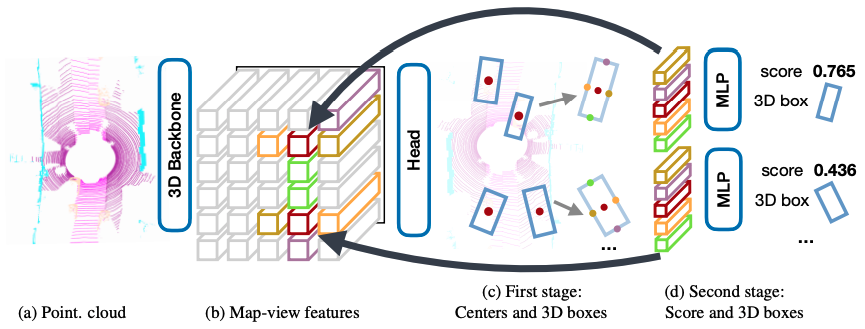 3D Backbone
Head
MLP
score 0.765
3D box
MLP
score 0.436
3D box
...
...
(a) Point. cloud
(b) Map-view features
(c) First stage:
Centers and 3D boxes
(d) Second stage:
Score and 3D boxes